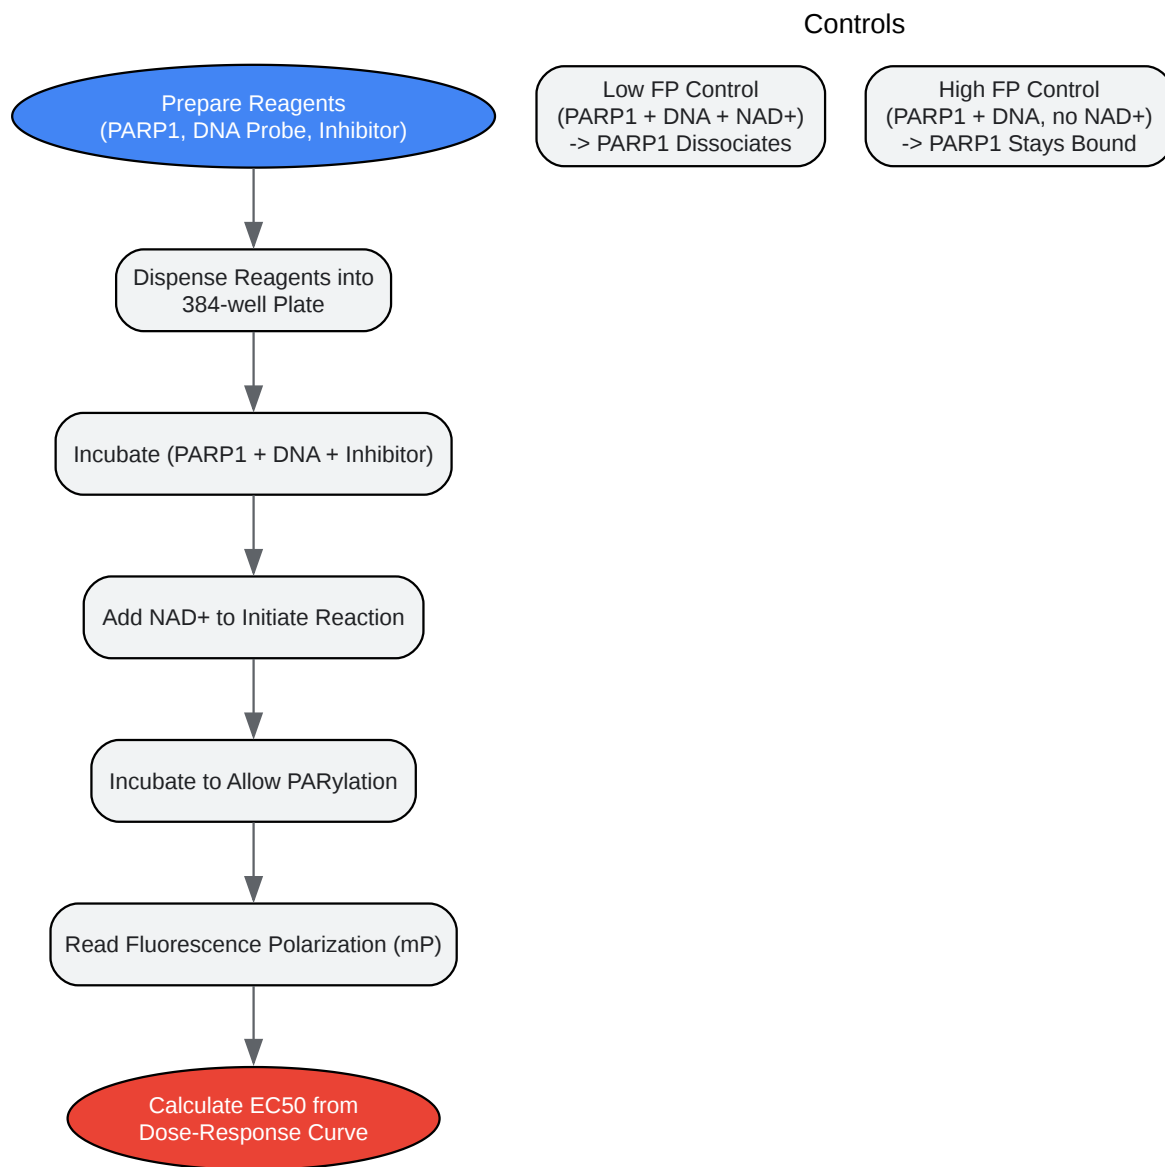 Controls
Prepare Reagents
(PARP1, DNA Probe, Inhibitor)
Low FP Control
(PARP1 + DNA + NAD+)
-> PARP1 Dissociates
High FP Control
(PARP1 + DNA, no NAD+)
-> PARP1 Stays Bound
Dispense Reagents into
384-well Plate
Incubate (PARP1 + DNA + Inhibitor)
Add NAD+ to Initiate Reaction
Incubate to Allow PARylation
Read Fluorescence Polarization (mP)
Calculate EC50 from
Dose-Response Curve